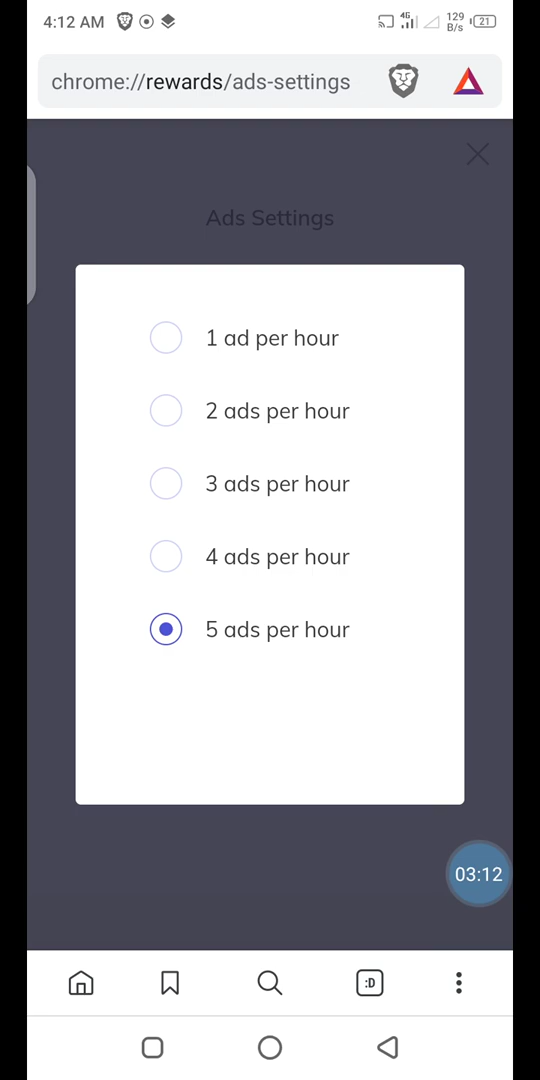 4:12 AM 4G 129 B/s 21
chrome://rewards/ads-settings
Ads Settings
1 ad per hour
2 ads per hour
3 ads per hour
4 ads per hour
5 ads per hour
03:12
:D